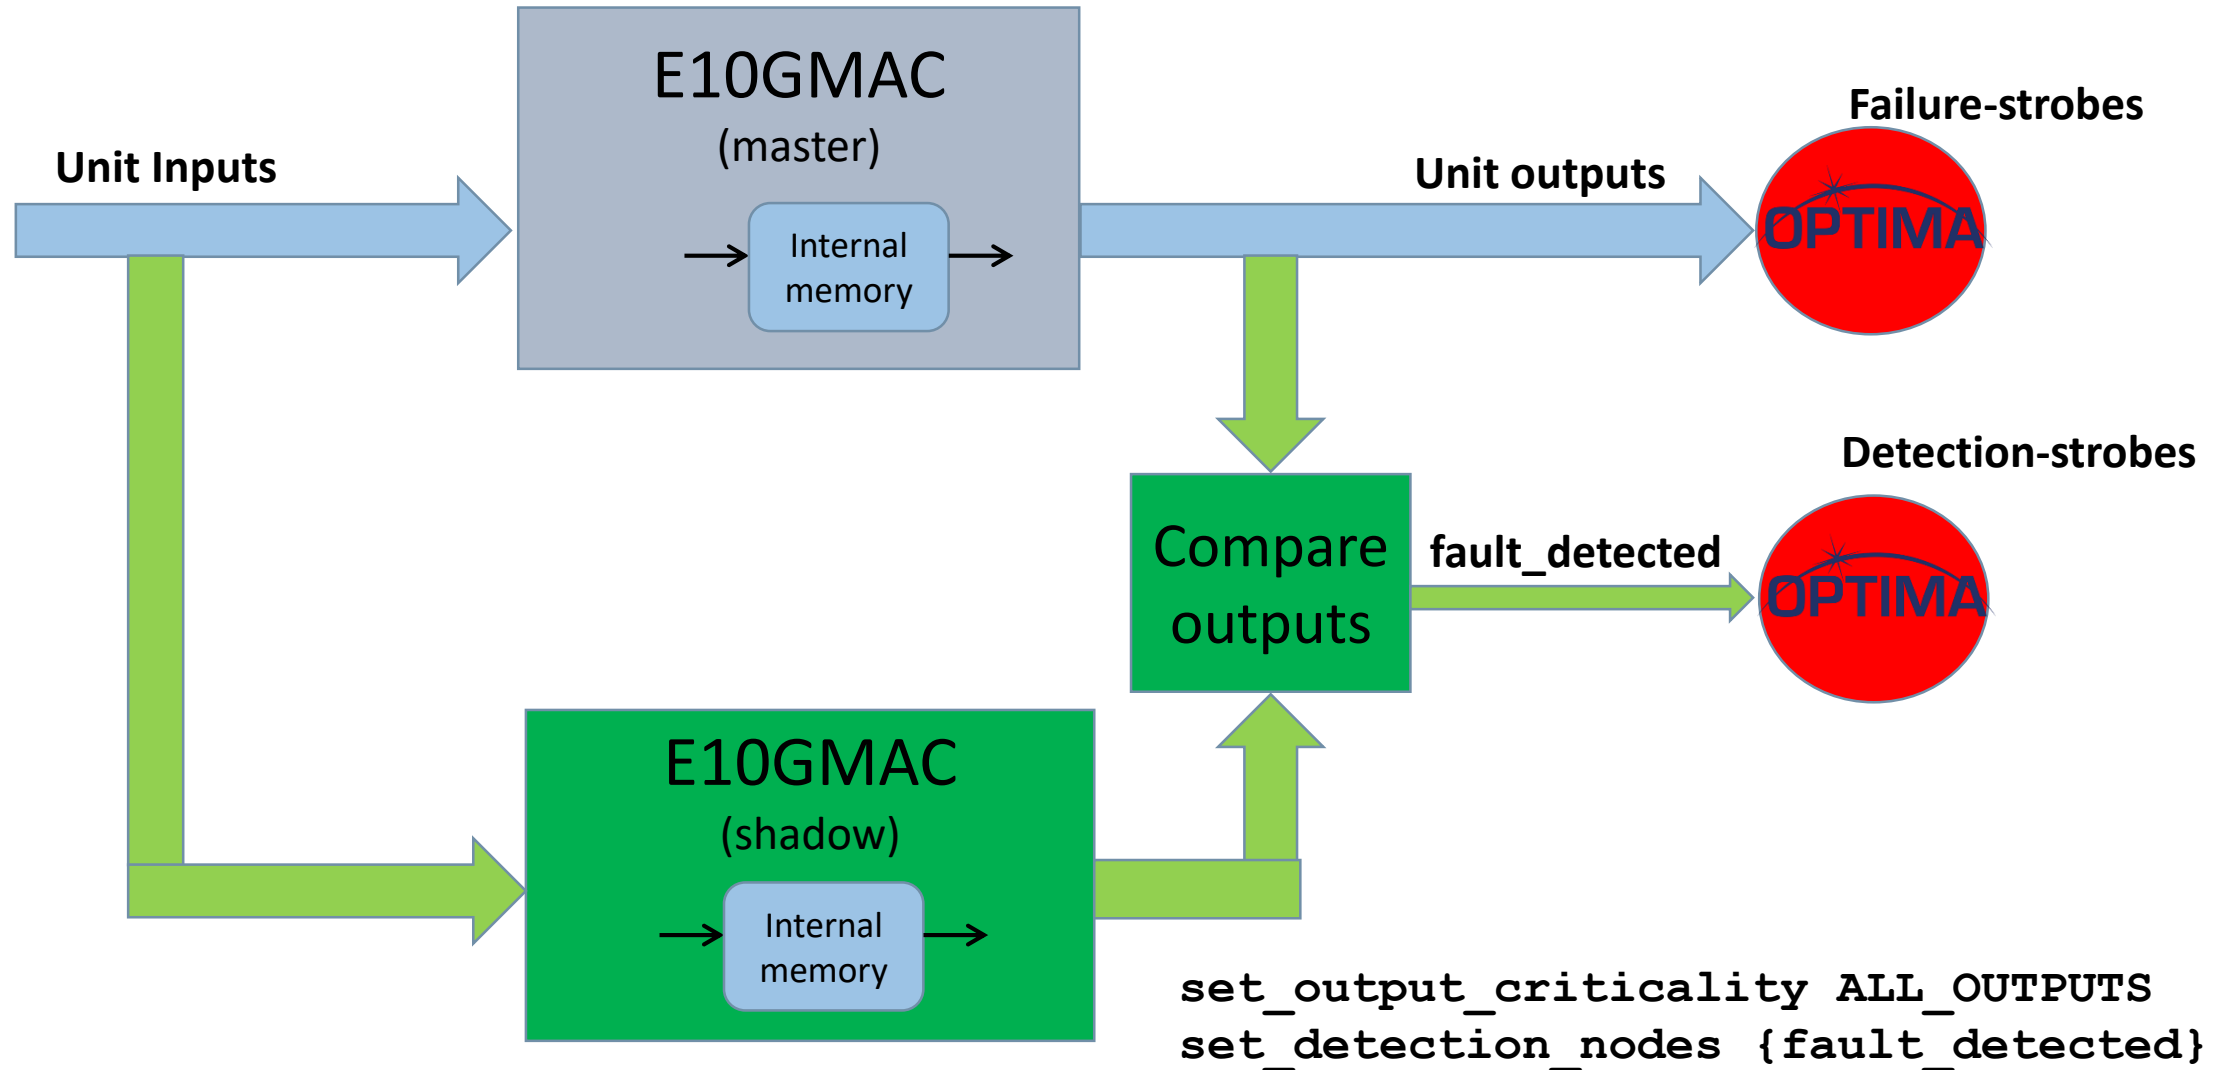 E10GMAC
(master)
Unit Inputs
Internal
memory
Unit outputs
Failure-strobes
OPTIMA
Detection-strobes
Compare
outputs
fault_detected
OPTIMA
E10GMAC
(shadow)
Internal
memory
set_output_criticality ALL_OUTPUTS
set_detection_nodes {fault_detected}